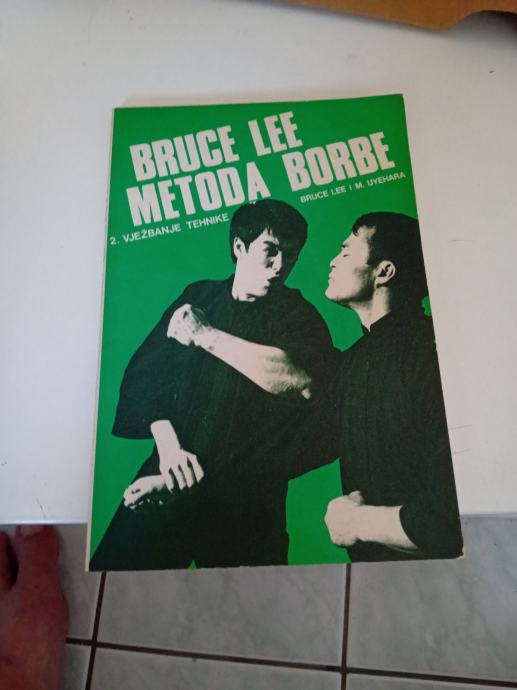 BRUCE LEE
METODA BORBE
BRUCE LEE i M. UYEHARA
2. VJEŽBANJE TEHNIKE